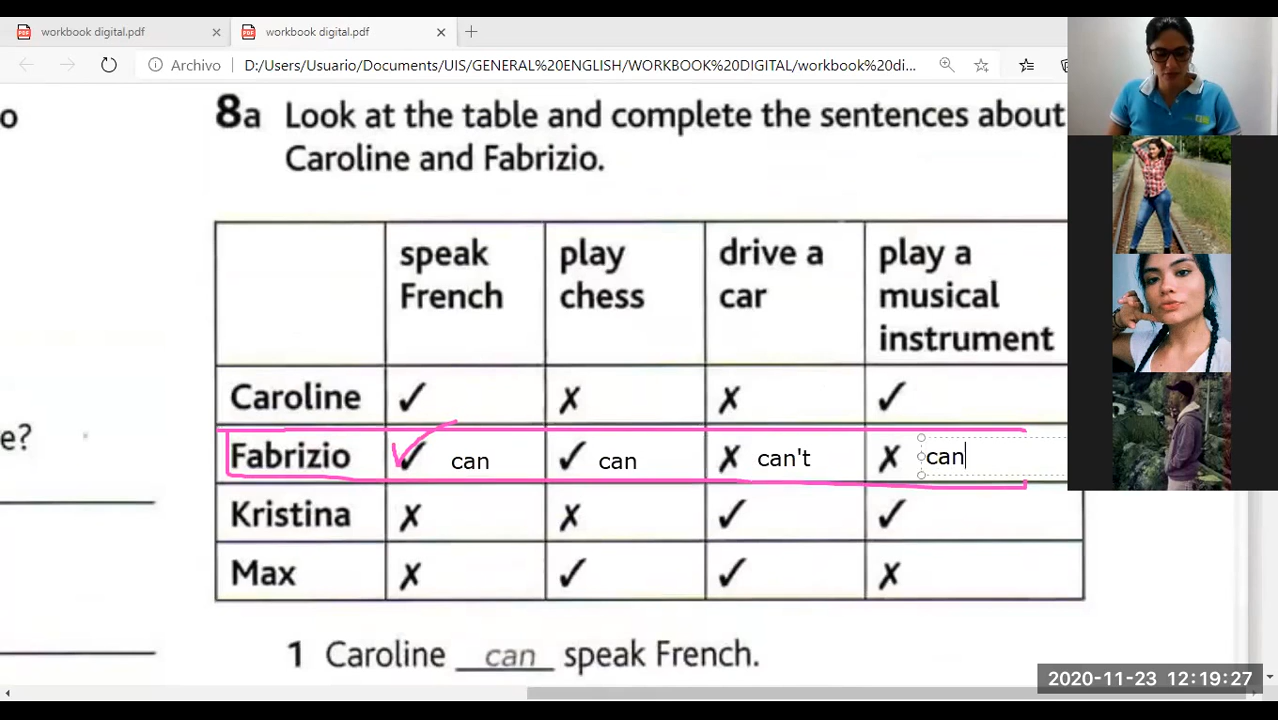 workbook digital.pdf
workbook digital.pdf
Archivo
D:/Users/Usuario/Documents/UIS/GENERAL%20ENGLISH/WORKBOOK%20DIGITAL/workbook%20di...
o
8a Look at the table and complete the sentences about
Caroline and Fabrizio.
speak French
play chess
drive a car
play a musical instrument
Caroline ✓ ✗ ✗ ✓
e?
Fabrizio ✓ can ✓ can ✗ can't ✗ can
Kristina ✗ ✗ ✓ ✓
Max ✗ ✓ ✓ ✗
1 Caroline can speak French.
2020-11-23 12:19:27